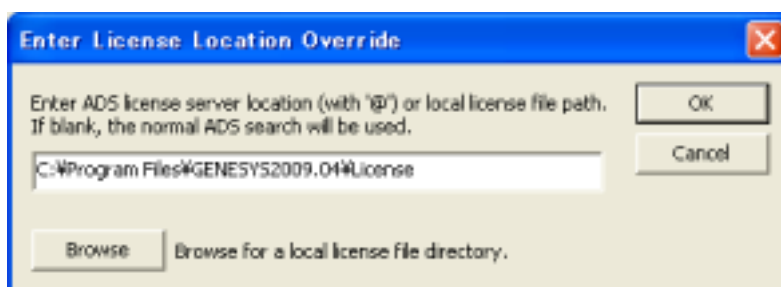 Enter License Location Override
Enter ADS license server location (with '@') or local license file path.
If blank, the normal ADS search will be used.
OK
C:¥Program Files¥GENESYS2009.04¥License
Cancel
Browse
Browse for a local license file directory.